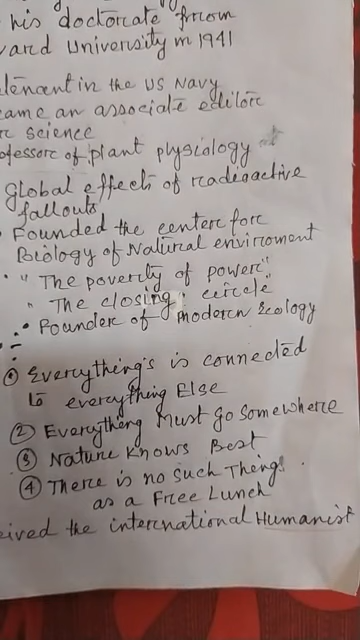 his doctorate from
vard University in 1941
in the US Navy
came an associate editor
science
ofessor of plant physiology
Global effects of radioactive
fallouts
• Founded the center for
Biology of Natural enviroment
• "The poverty of power"
" The closing circle
• Founder of modern Ecology
① Everything's is connected
to everything Else
② Everything Must Go Somewhere
③ Nature Knows Best
④ There is no such Things
as a Free Lunch
eived the international Humanist